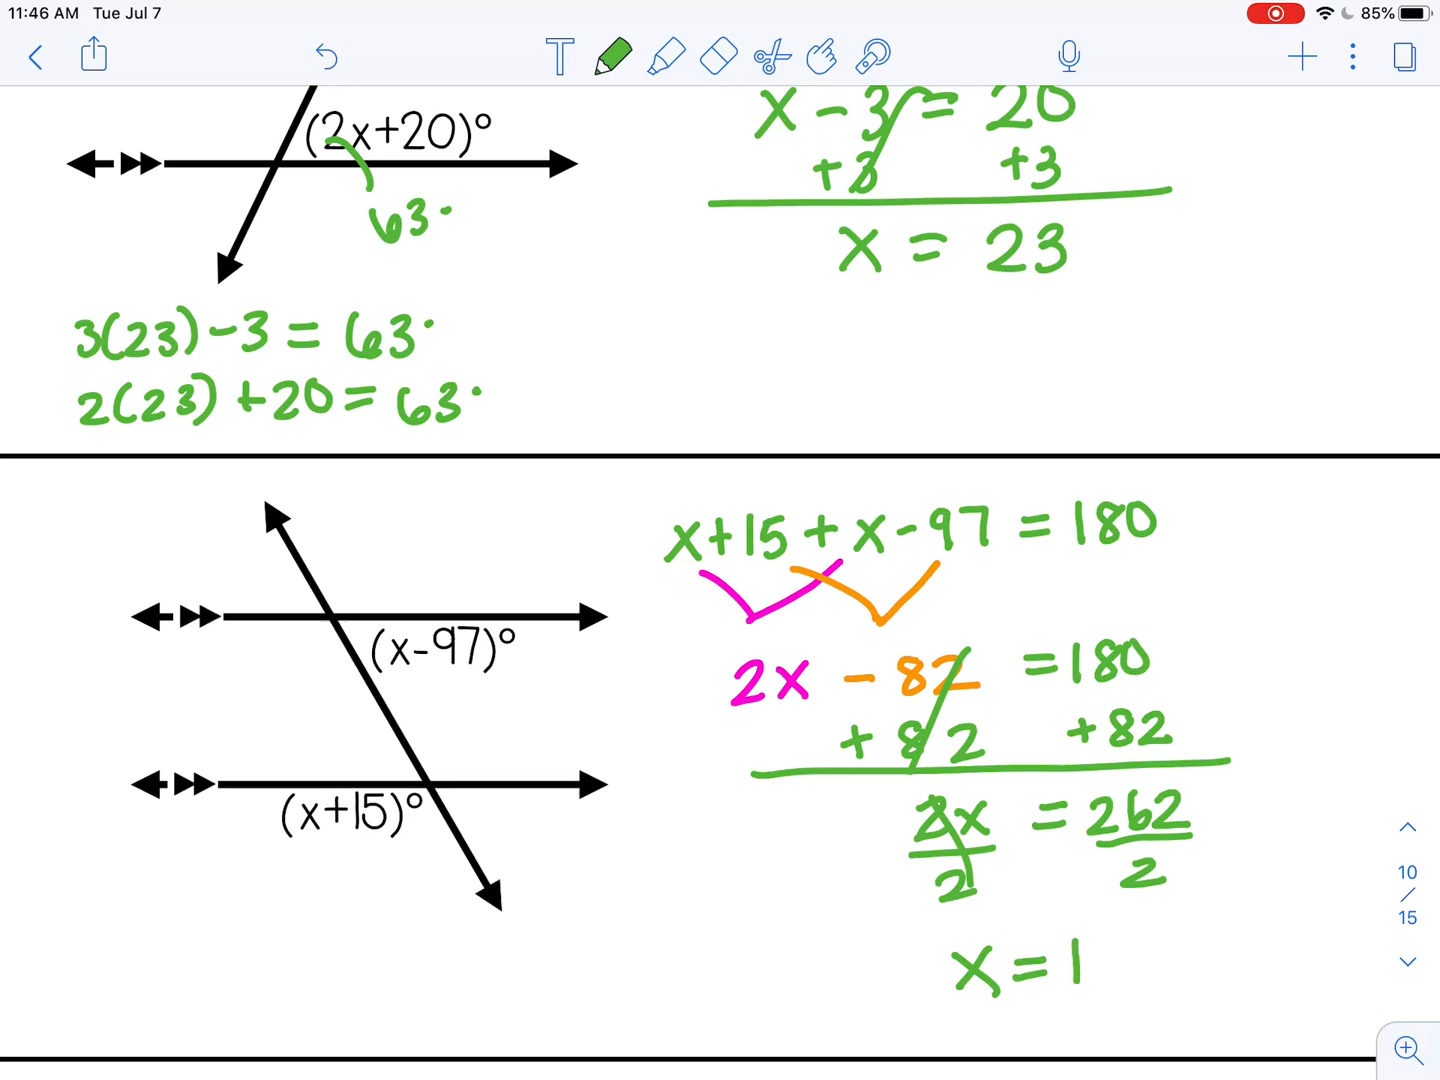 11:46 AM Tue Jul 7
85%
(2x+20)°
63°
3(23) - 3 = 63°
2(23) + 20 = 63°
x - 3 = 20
+3 +3
x = 23
(x-97)°
(x+15)°
x+15 + x - 97 = 180
2x - 82 = 180
+ 82 + 82
2x = 262
2 2
x = 1
10
/
15